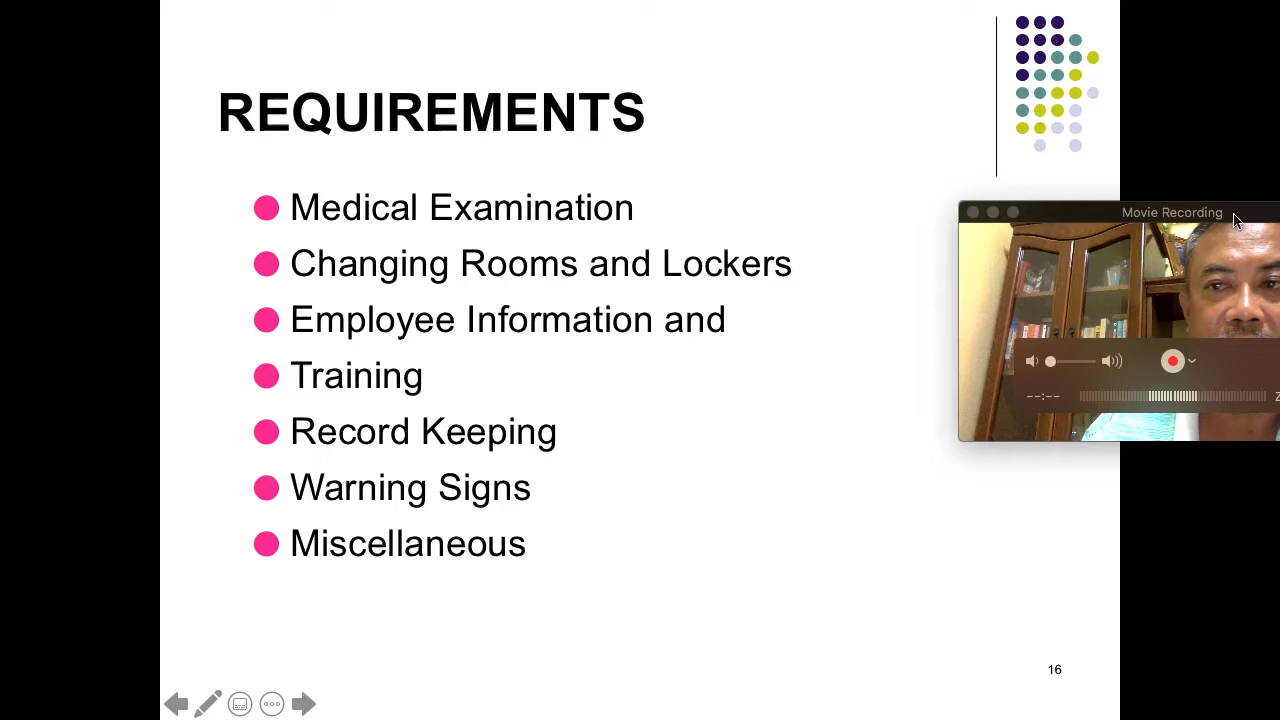 REQUIREMENTS
Medical Examination
Changing Rooms and Lockers
Employee Information and
Training
Record Keeping
Warning Signs
Miscellaneous
Movie Recording
--:--
16